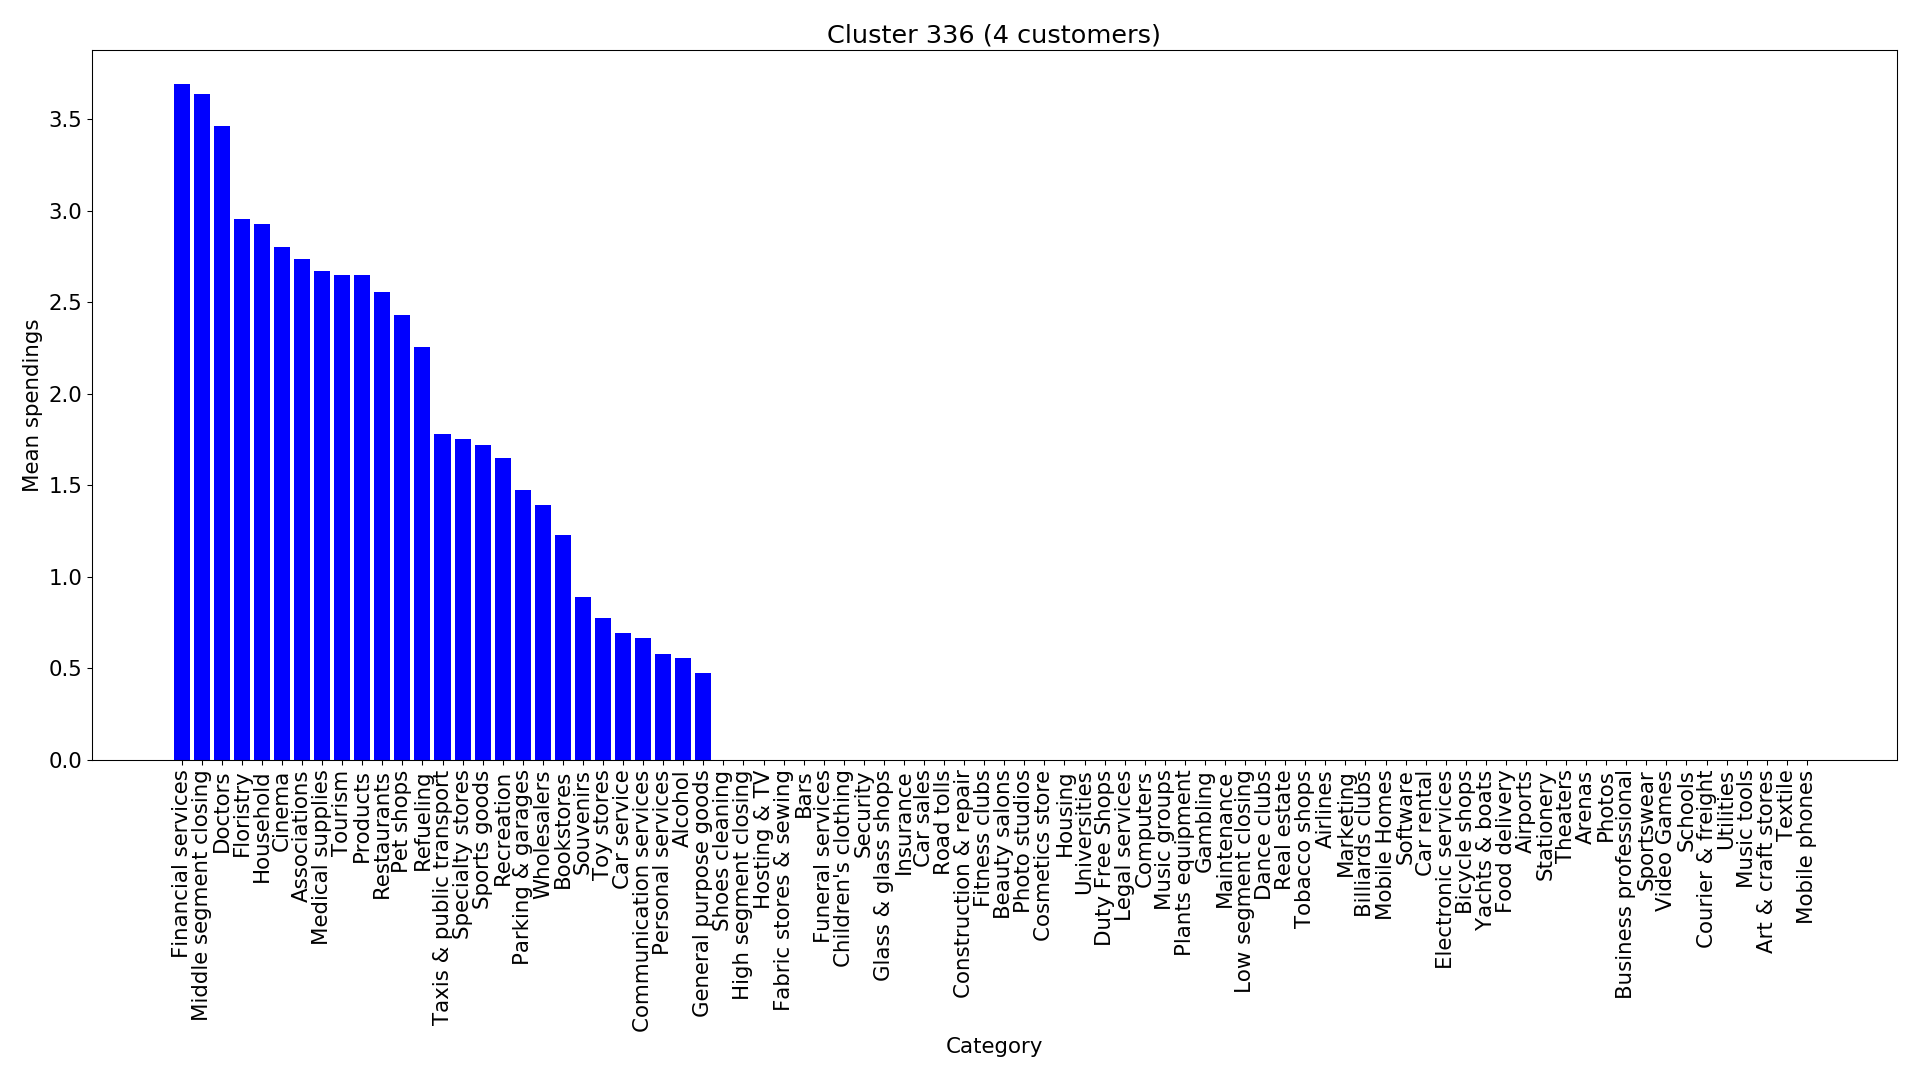 Cluster 336 (4 customers)
Mean spendings
3.5
3.0
2.5
2.0
1.5
1.0
0.5
0.0
Financial services
Middle segment closing
Doctors
Floristry
Household
Cinema
Associations
Medical supplies
Tourism
Products
Restaurants
Pet shops
Refueling
Taxis & public transport
Specialty stores
Sports goods
Recreation
Parking & garages
Wholesalers
Bookstores
Souvenirs
Toy stores
Car service
Communication services
Personal services
Alcohol
General purpose goods
Shoes cleaning
High segment closing
Hosting & TV
Fabric stores & sewing
Bars
Funeral services
Children's clothing
Security
Glass & glass shops
Insurance
Car sales
Road tolls
Construction & repair
Fitness clubs
Beauty salons
Photo studios
Cosmetics store
Housing
Universities
Duty Free Shops
Legal services
Computers
Music groups
Plants equipment
Gambling
Maintenance
Low segment closing
Dance clubs
Real estate
Tobacco shops
Airlines
Marketing
Billiards clubs
Mobile Homes
Software
Car rental
Electronic services
Bicycle shops
Yachts & boats
Food delivery
Airports
Stationery
Theaters
Arenas
Photos
Business professional
Sportswear
Video Games
Schools
Courier & freight
Utilities
Music tools
Art & craft stores
Textile
Mobile phones
Category